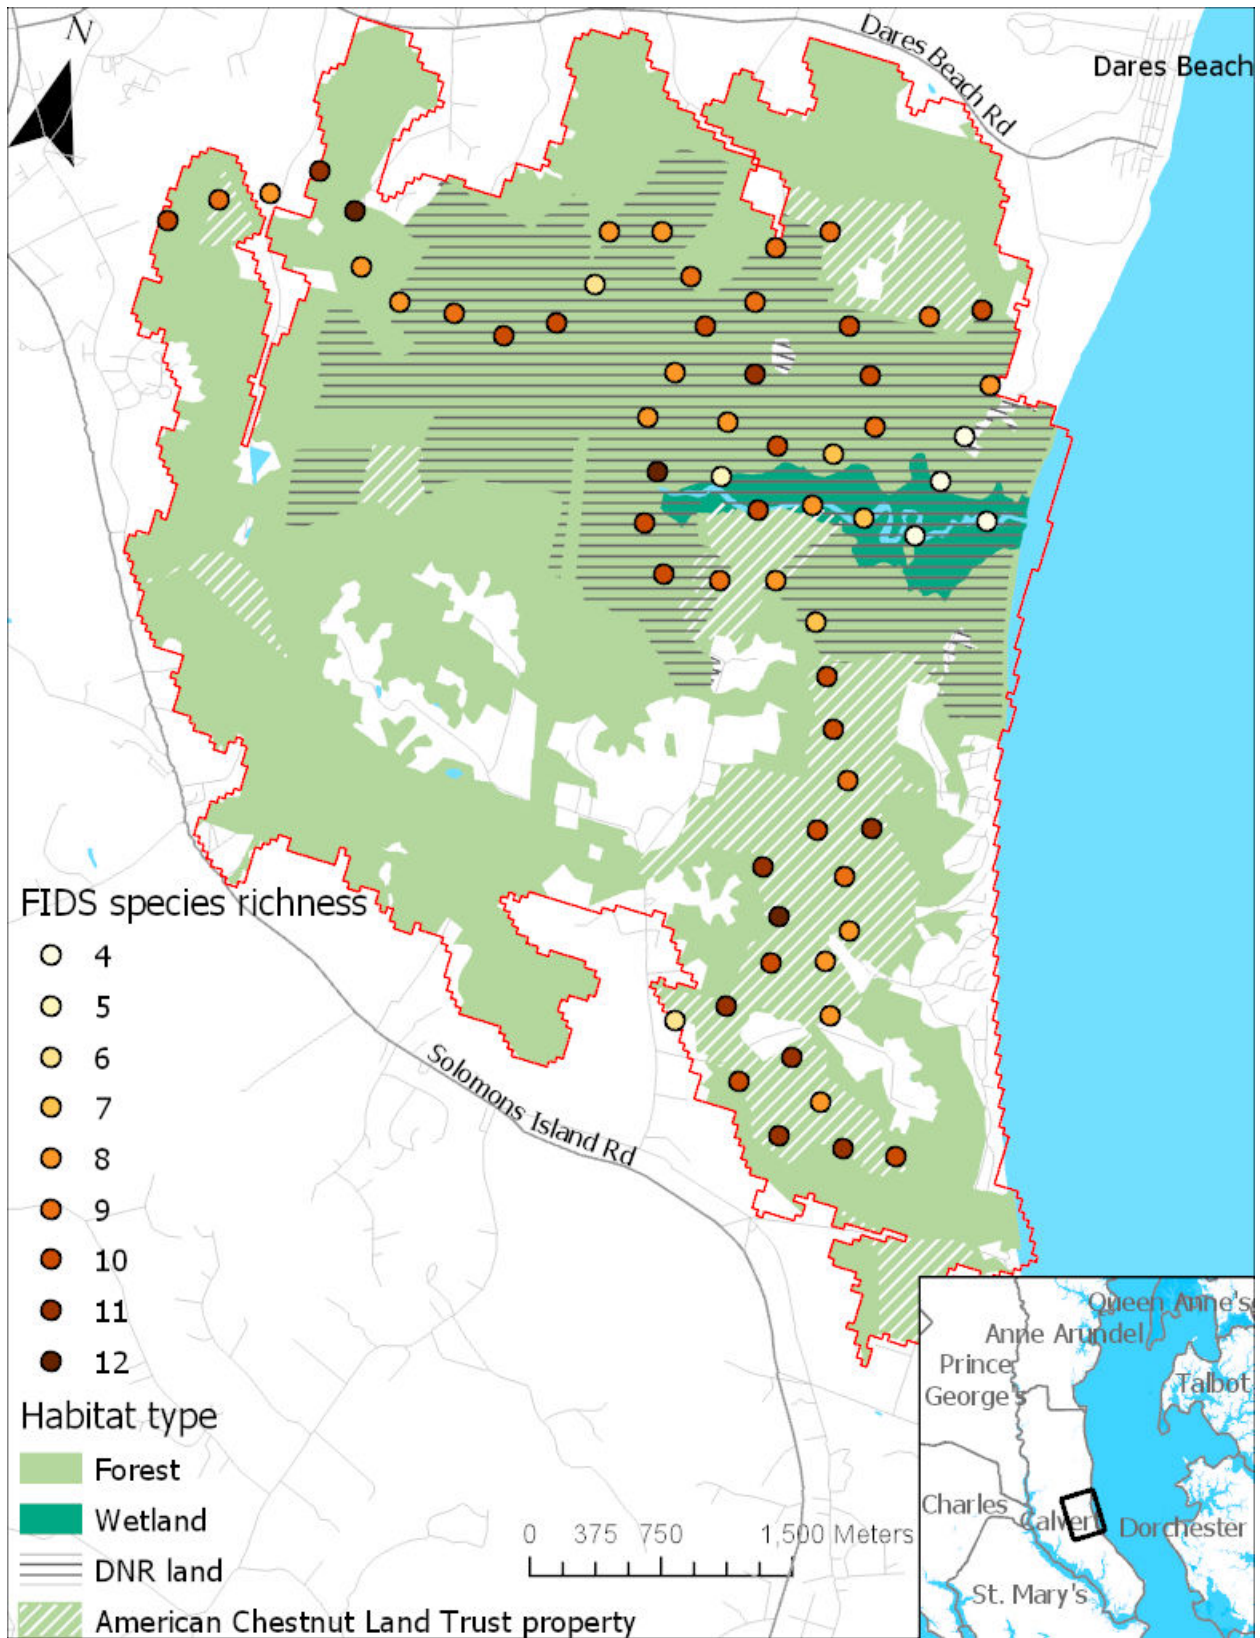 N
Dares Beach Rd
Dares Beach
FIDS species richness
4
5
6
7
8
9
10
11
12
Solomons Island Rd
Habitat type
Forest
Wetland
DNR land
American Chestnut Land Trust property
0 375 750 1,500 Meters
Queen Anne's
Anne Arundel
Prince
George's
Talbot
Charles
Calvert
Dorchester
St. Mary's